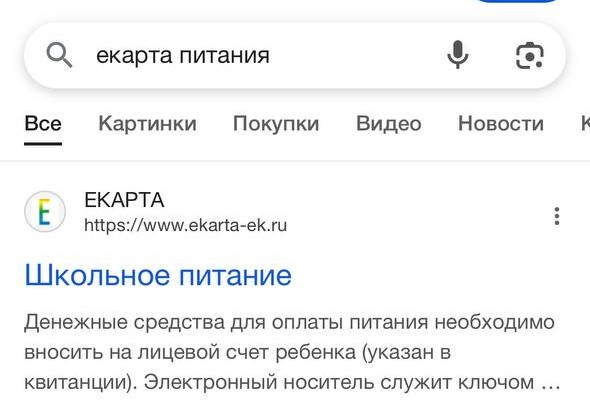 екарта питания
Все Картинки Покупки Видео Новости
EKAPTA
https://www.ekarta-ek.ru
Школьное питание
Денежные средства для оплаты питания необходимо
вносить на лицевой счет ребенка (указан в
квитанции). Электронный носитель служит ключом ...